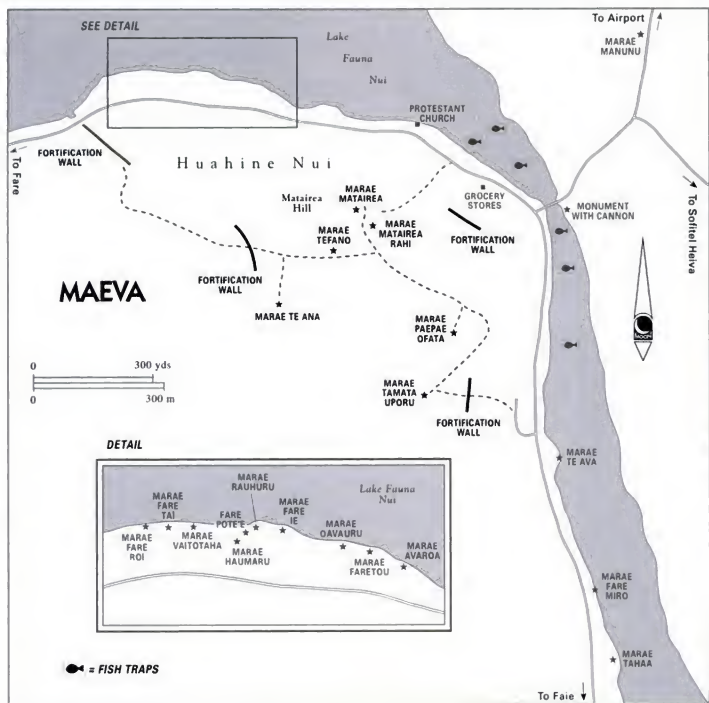 SEE DETAIL
Lake
Fauna
Nui
To Airport
MARAE
MANUNU
PROTESTANT
CHURCH
FORTIFICATION
WALL
To Fare
Huahine Nui
MARAE
MATAIREA
Matairea
Hill
GROCERY
STORES
MONUMENT
WITH CANNON
To Sofitel Heiva
MARAE
MATAIREA
RAHI
MARAE
TEFANO
FORTIFICATION
WALL
FORTIFICATION
WALL
MAEVA
MARAE TE ANA
MARAE
PAEPAE
OFATA
MOON
0 300 yds
0 300 m
MARAE
TAMATA
UPORU
FORTIFICATION
WALL
MARAE
TE AVA
DETAIL
MARAE
RAUHURU
Lake Fauna
Nui
MARAE
FARE
TAI
FARE
POTE'E
MARAE
FARE
IE
MARAE
OAVAURU
MARAE
FARE
ROI
MARAE
VAITOTAHA
MARAE
HAUMARU
MARAE
FARETOU
MARAE
AVAROA
MARAE
FARE
MIRO
MARAE
TAHAA
= FISH TRAPS
To Faie